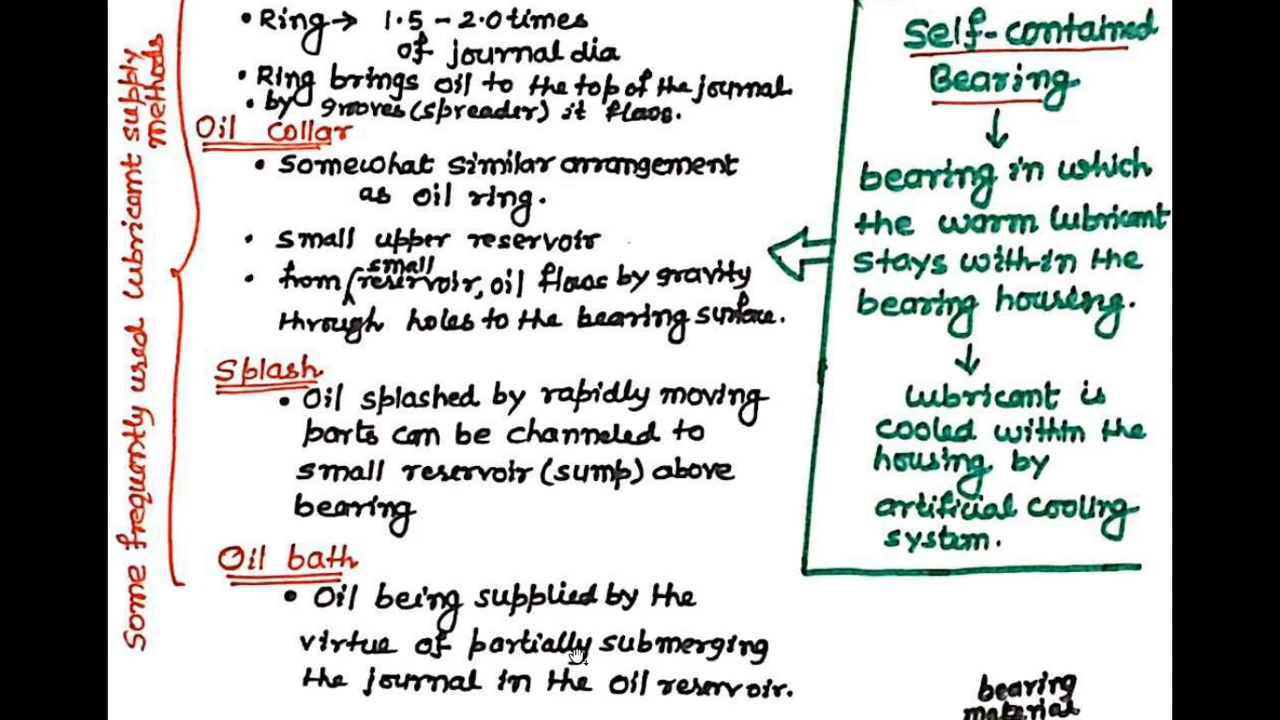 Some frequently used lubricant supply
methods
• Ring → 1.5 - 2.0 times
of journal dia
• Ring brings oil to the top of the journal
• by grooves (spreader) it flows.
Oil collar
• Somewhat similar arrangement
as oil ring.
• small upper reservoir
• from small reservoir, oil flows by gravity
through holes to the bearing surface.
Splash
• Oil splashed by rapidly moving
parts can be channeled to
small reservoir (sump) above
bearing
Oil bath
• Oil being supplied by the
virtue of partially submerging
the journal in the oil reservoir.
Self-contained
Bearing
↓
bearing in which
the warm lubricant
stays within the
bearing housing.
↓
lubricant is
cooled within the
housing by
artificial cooling
system.
bearing
material